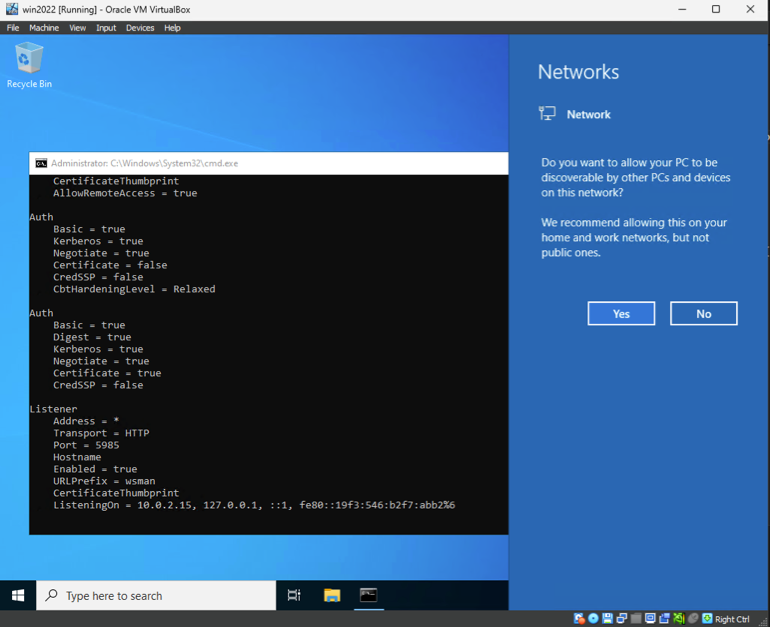 win2022 [Running] - Oracle VM VirtualBox
File Machine View Input Devices Help
Recycle Bin
Administrator: C:\Windows\System32\cmd.exe
CertificateThumbprint
AllowRemoteAccess = true
Auth
Basic = true
Kerberos = true
Negotiate = true
Certificate = false
CredSSP = false
CbtHardeningLevel = Relaxed
Auth
Basic = true
Digest = true
Kerberos = true
Negotiate = true
Certificate = true
CredSSP = false
Listener
Address = *
Transport = HTTP
Port = 5985
Hostname
Enabled = true
URLPrefix = wsman
CertificateThumbprint
ListeningOn = 10.0.2.15, 127.0.0.1, ::1, fe80::19f3:546:b2f7:abb2%6
Networks
Network
Do you want to allow your PC to be
discoverable by other PCs and devices
on this network?
We recommend allowing this on your
home and work networks, but not
public ones.
Yes No
Type here to search
Right Ctrl